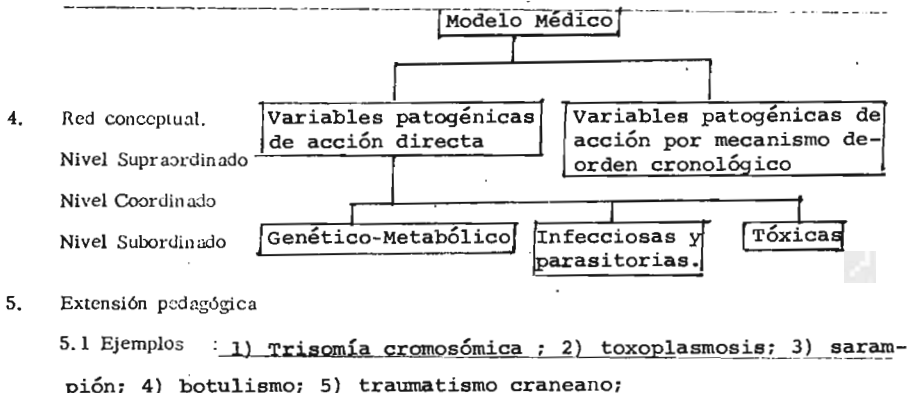 Modelo Médico
4. Red conceptual.
Variables patogénicas
de acción directa
Variables patogénicas de
acción por mecanismo de-
orden cronológico
Nivel Supraordinado
Nivel Coordinado
Nivel Subordinado
Genético-Metabólico
Infecciosas y
parasitorias.
Tóxicas
5. Extensión pedagógica
5.1 Ejemplos : 1) Trisomía cromosómica ; 2) toxoplasmosis; 3) saram-
pión; 4) botulismo; 5) traumatismo craneano;